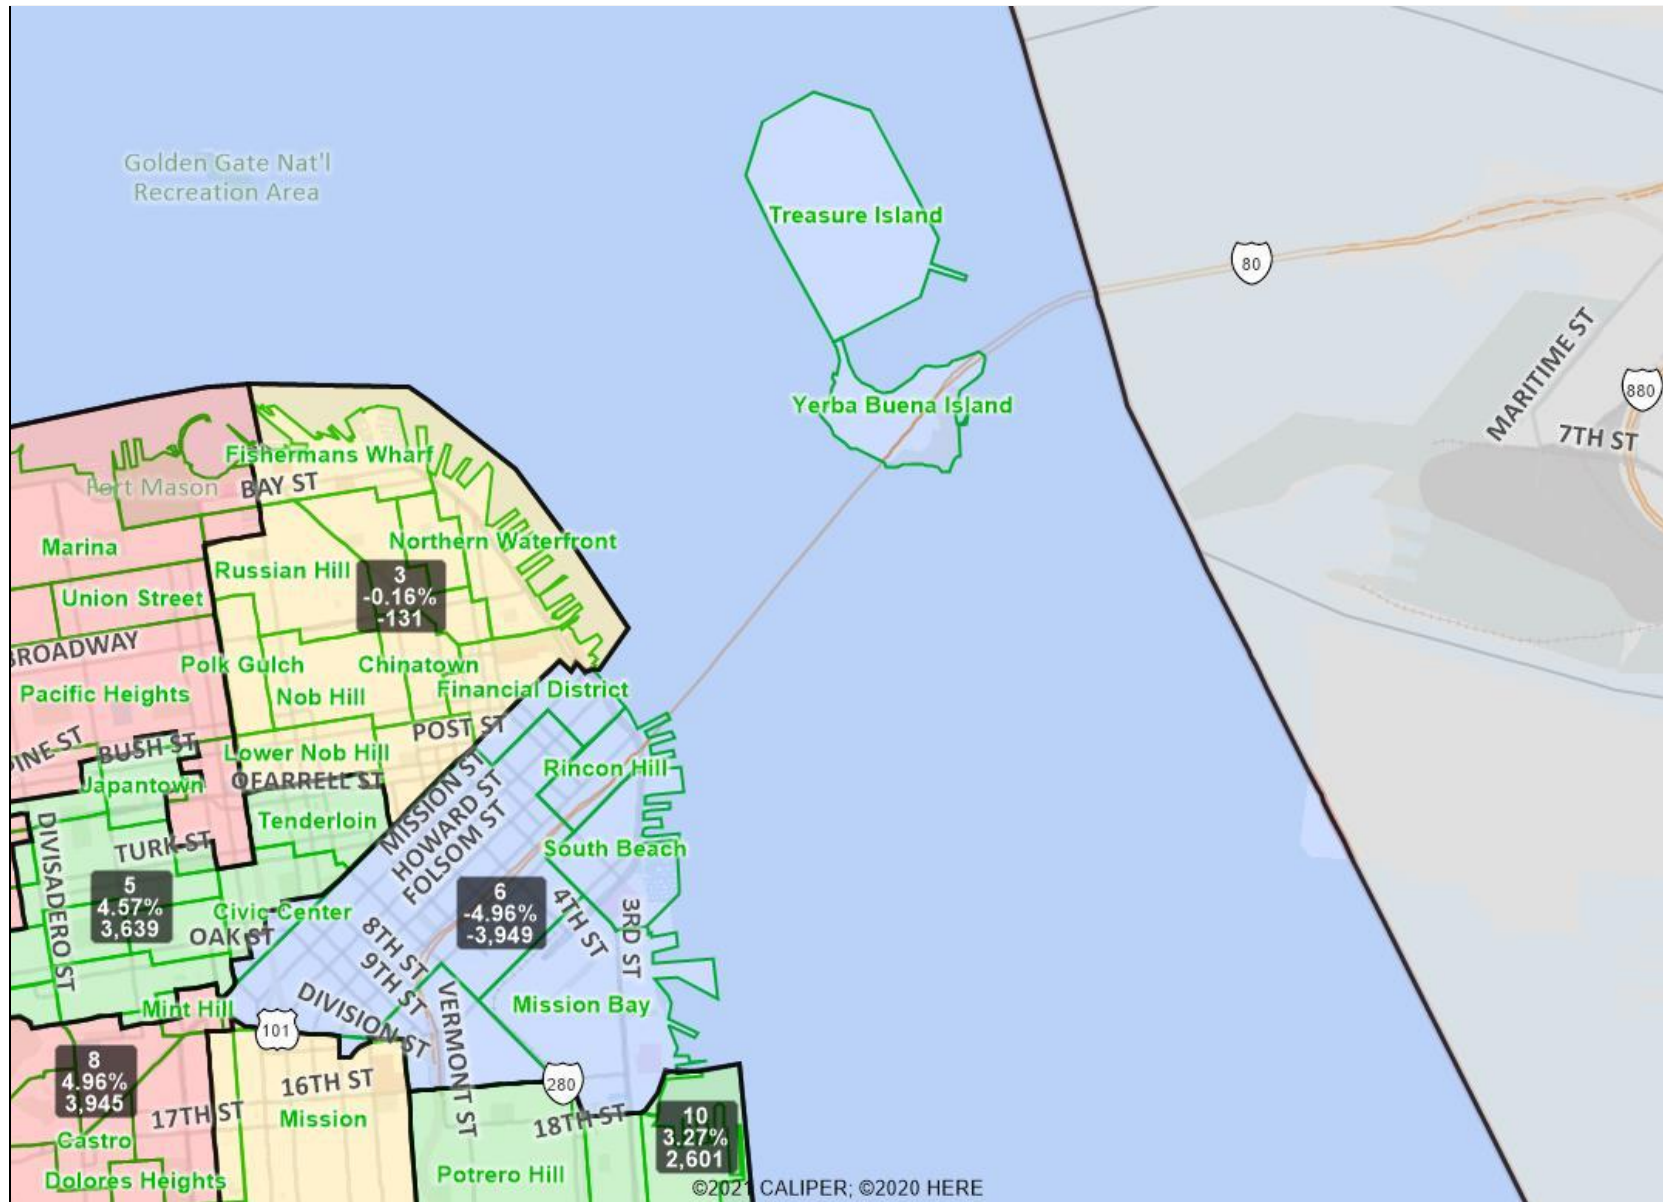 Golden Gate Nat'l
Recreation Area
Treasure Island
80
Yerba Buena Island
MARITIME ST
880
7TH ST
Fishermans Wharf
Fort Mason
BAY ST
Marina
Northern Waterfront
Russian Hill
3
-0.16%
-131
Union Street
BROADWAY
Polk Gulch
Chinatown
Pacific Heights
Nob Hill
Financial District
POST ST
PINE ST
BUSH ST
Lower Nob Hill
OFARRELL ST
Japantown
MISSION ST
HOWARD ST
FOLSOM ST
Rincon Hill
Tenderloin
DIVISADERO ST
TURK ST
South Beach
5
4.57%
3,639
6
-4.96%
-3,949
Civic Center
OAK ST
4TH ST
3RD ST
8TH ST
9TH ST
Mint Hill
DIVISION ST
VERMONT ST
Mission Bay
101
8
4.96%
3,945
16TH ST
280
17TH ST
Mission
18TH ST
10
3.27%
2,601
Castro
Dolores Heights
Potrero Hill
©2021 CALIPER; ©2020 HERE